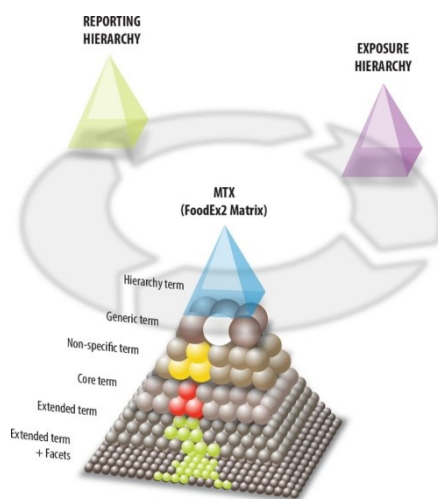 REPORTING
HIERARCHY
EXPOSURE
HIERARCHY
MTX
(FoodEx2 Matrix)
Hierarchy term
Generic term
Non-specific term
Core term
Extended term
Extended term
+ Facets